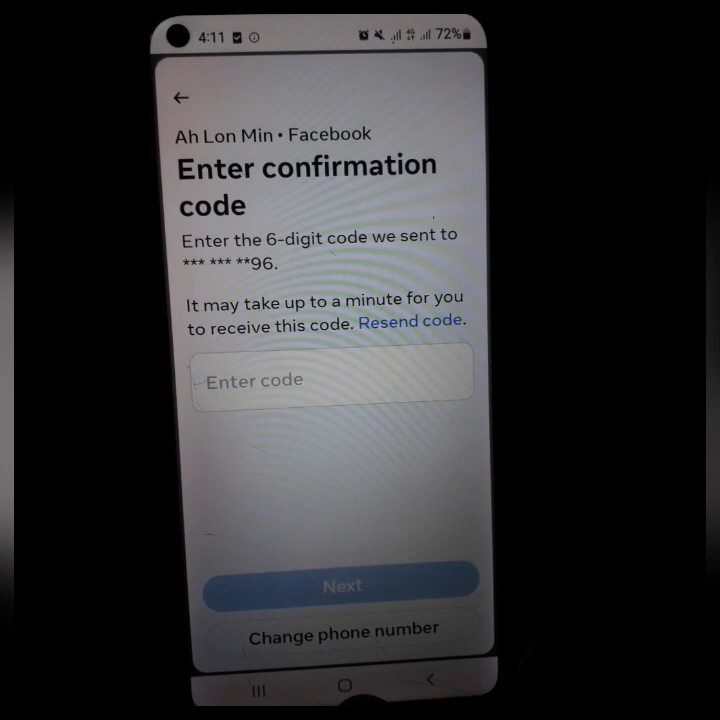 4:11 72%
Ah Lon Min • Facebook
Enter confirmation
code
Enter the 6-digit code we sent to
*** *** **96.
It may take up to a minute for you
to receive this code. Resend code.
Enter code
Next
Change phone number